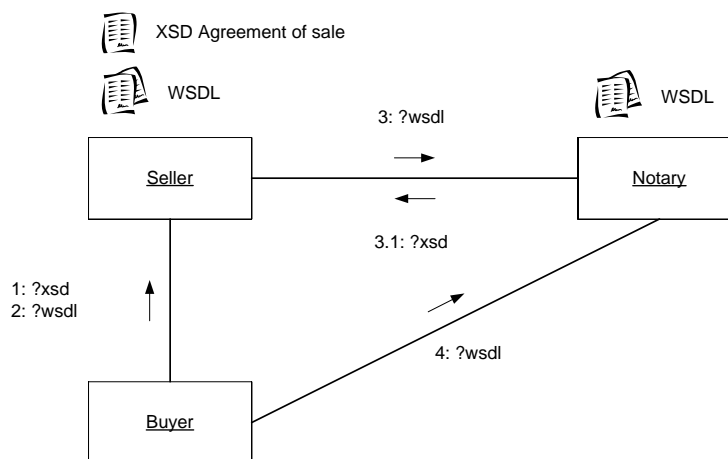 XSD Agreement of sale
WSDL
WSDL
3: ?wsdl
Seller
Notary
3.1: ?xsd
1: ?xsd
2: ?wsdl
4: ?wsdl
Buyer